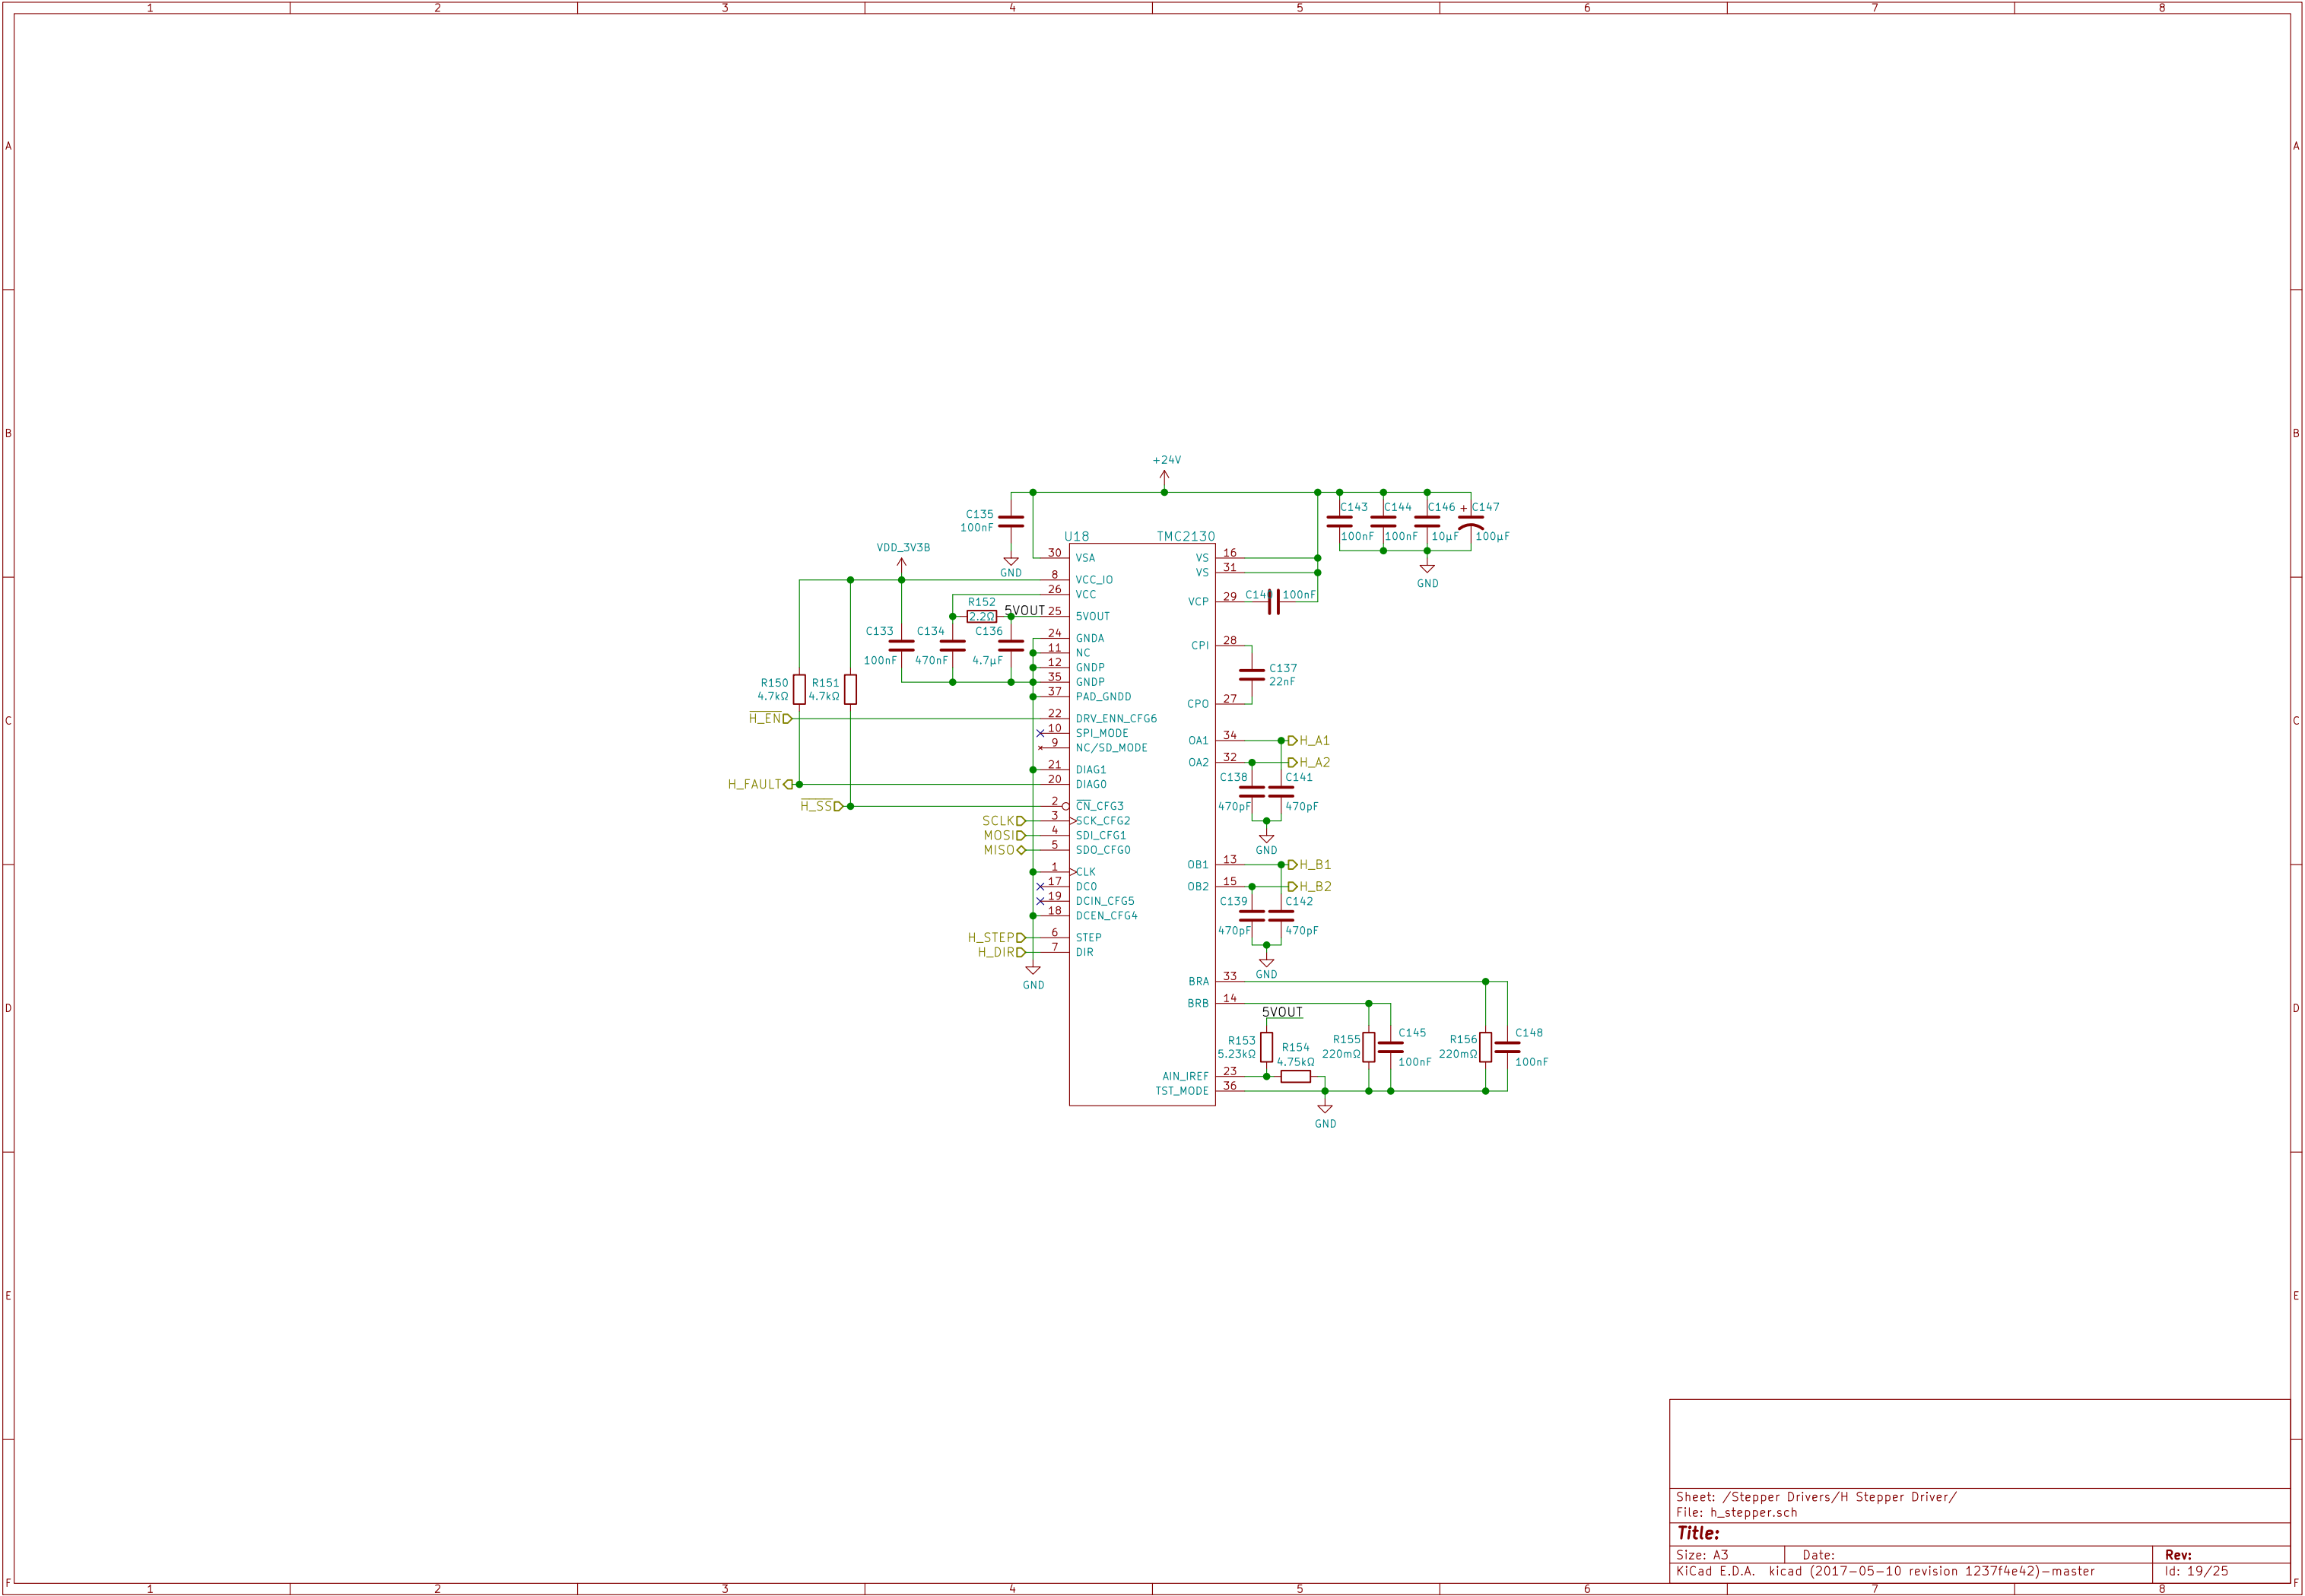 1 2 3 4 5 6 7 8
A A
B B
C C
D D
E E
F F
+24V
C135
100nF
GND
C143
100nF
C144
100nF
C146
10µF
+ C147
100µF
GND
VDD_3V3B
U18 TMC2130
30 VSA
8 VCC_IO
26 VCC
25 5VOUT
24 GNDA
11 NC
12 GNDP
35 GNDP
37 PAD_GNDD
22 DRV_ENN_CFG6
10 SPI_MODE
9 NC/SD_MODE
21 DIAG1
20 DIAG0
2 CN_CFG3
3 SCK_CFG2
4 SDI_CFG1
5 SDO_CFG0
1 CLK
17 DC0
19 DCIN_CFG5
18 DCEN_CFG4
6 STEP
7 DIR
VS 16
VS 31
VCP 29
CPI 28
CPO 27
OA1 34
OA2 32
OB1 13
OB2 15
BRA 33
BRB 14
AIN_IREF 23
TST_MODE 36
R152
2.2Ω
5VOUT
C133
100nF
C134
470nF
C136
4.7µF
R150
4.7kΩ
R151
4.7kΩ
H_EN
H_FAULT
H_SS
SCLK
MOSI
MISO
H_STEP
H_DIR
GND
C140 100nF
C137
22nF
H_A1
H_A2
C138
470pF
C141
470pF
GND
H_B1
H_B2
C139
470pF
C142
470pF
GND
5VOUT
R153
5.23kΩ
R154
4.75kΩ
R155
220mΩ
C145
100nF
R156
220mΩ
C148
100nF
GND
Sheet: /Stepper Drivers/H Stepper Driver/
File: h_stepper.sch
Title:
Size: A3 Date: Rev:
KiCad E.D.A. kicad (2017-05-10 revision 1237f4e42)-master Id: 19/25
1 2 3 4 5 6 7 8